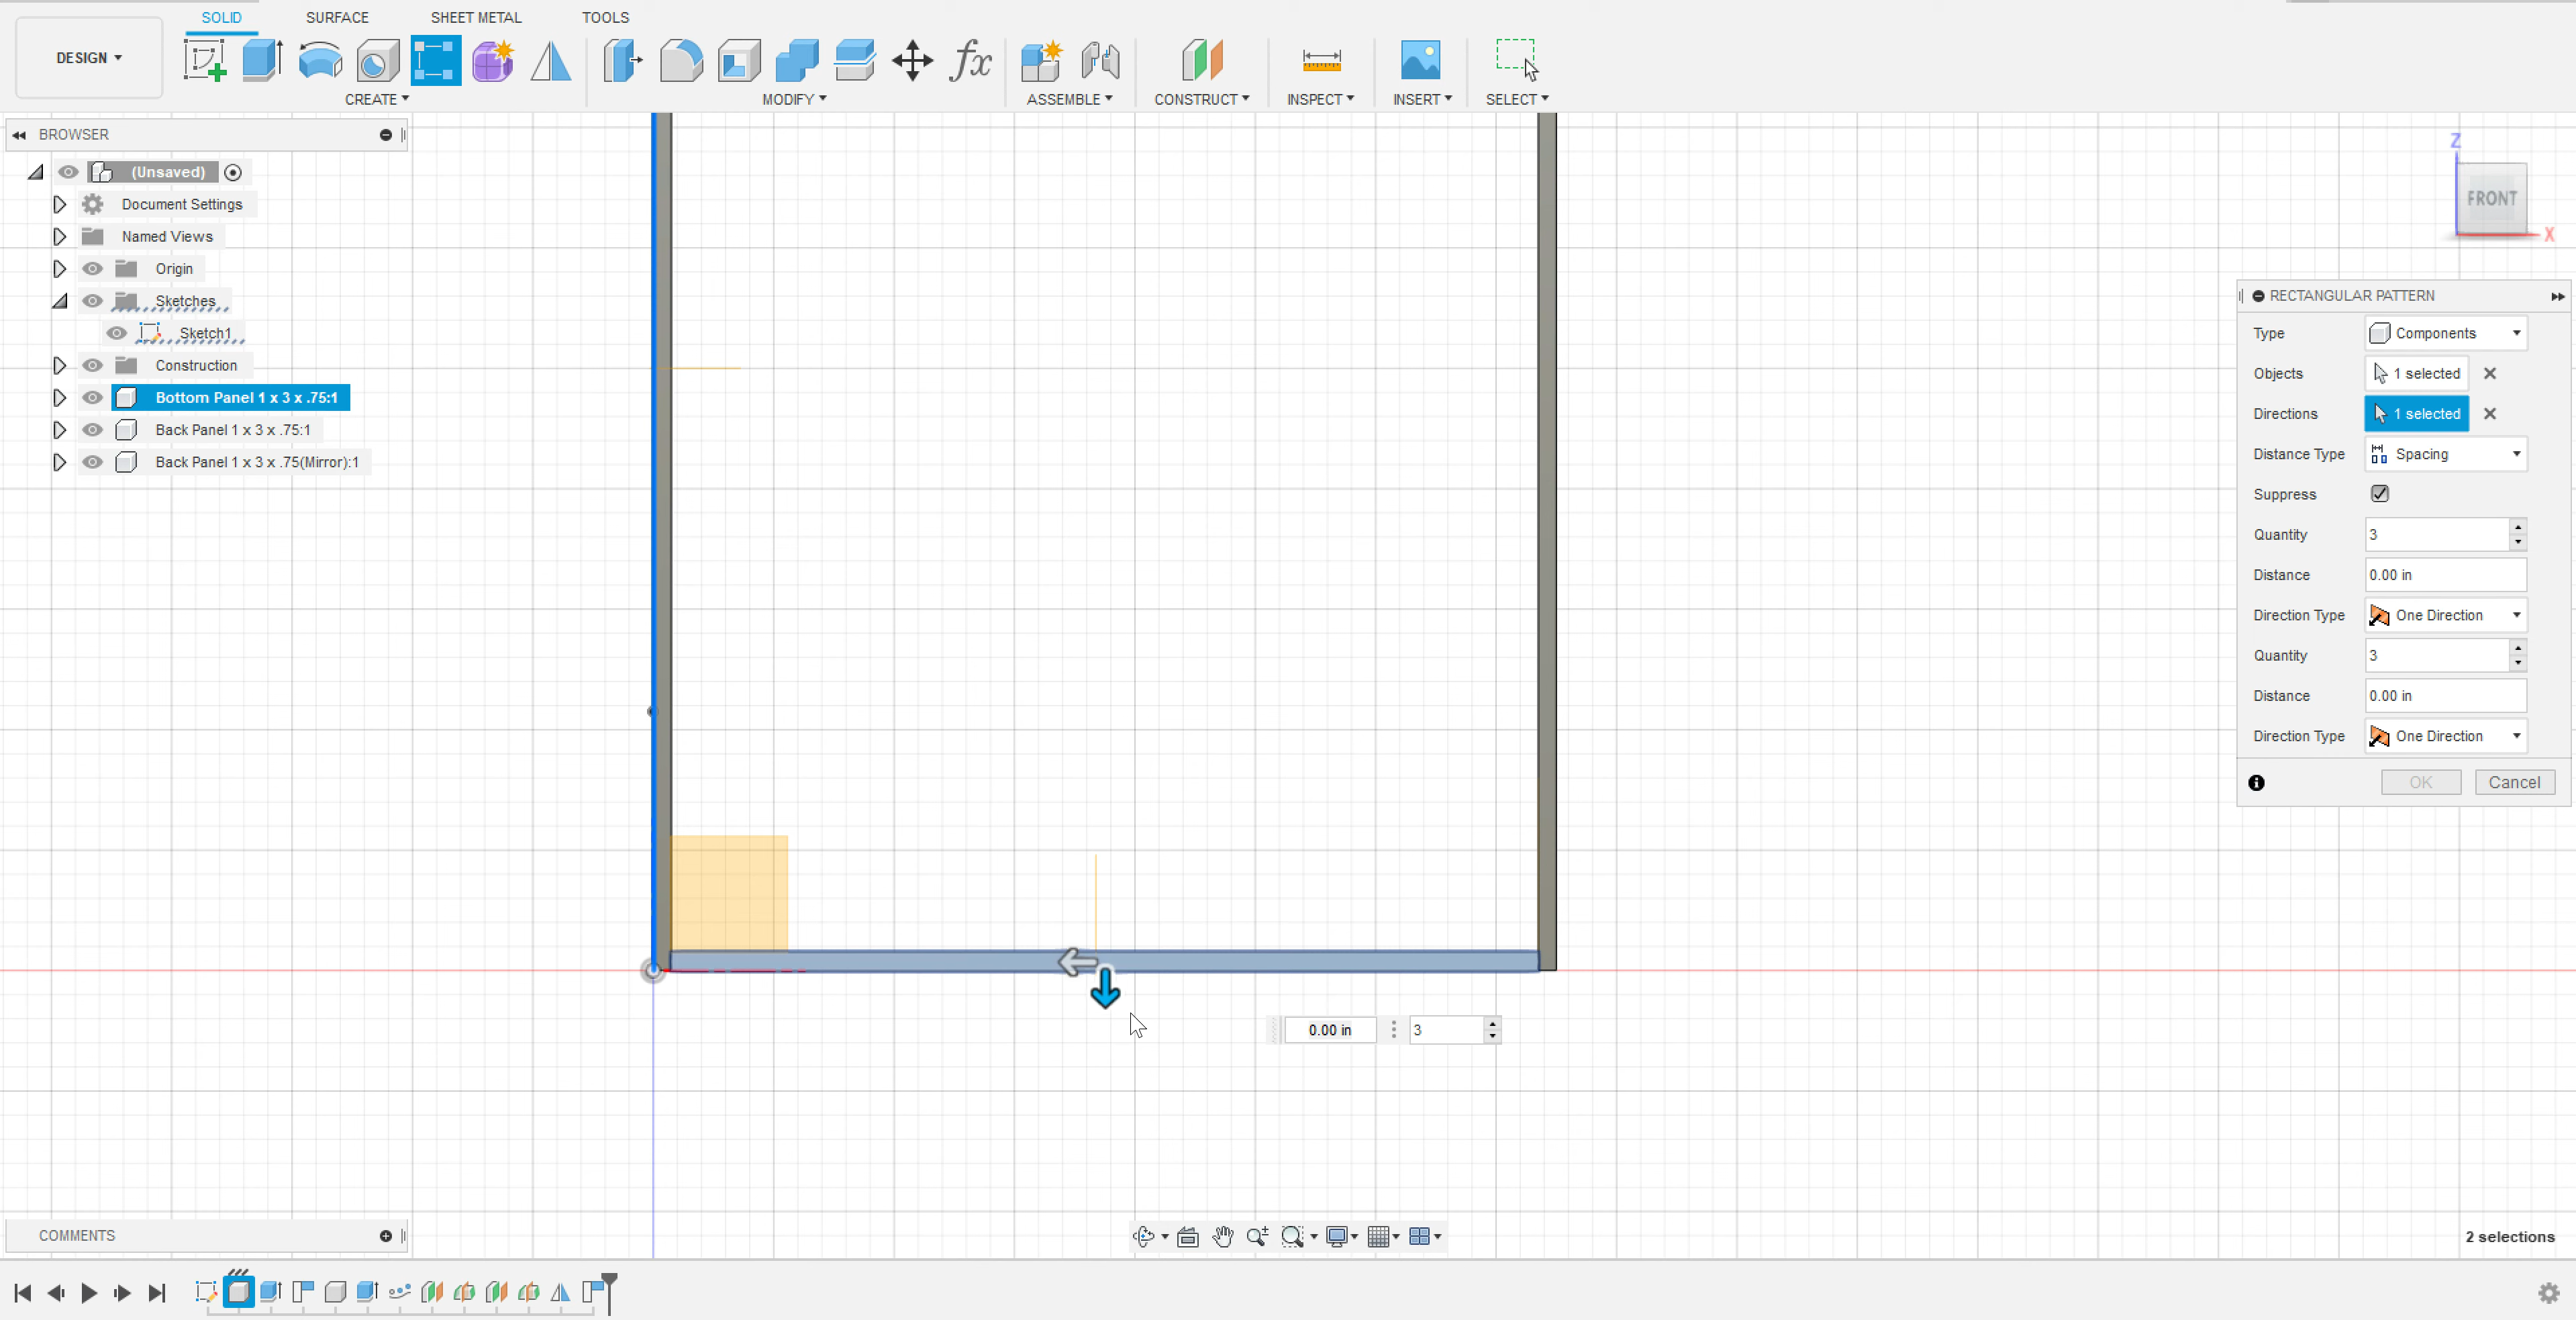 SOLID SURFACE SHEET METAL TOOLS
DESIGN
CREATE MODIFY ASSEMBLE CONSTRUCT INSPECT INSERT SELECT
fx
BROWSER
(Unsaved)
Document Settings
Named Views
Origin
Sketches
Sketch1
Construction
Bottom Panel 1 x 3 x .75:1
Back Panel 1 x 3 x .75:1
Back Panel 1 x 3 x .75(Mirror):1
Z
FRONT
X
RECTANGULAR PATTERN
Type Components
Objects 1 selected
Directions 1 selected
Distance Type Spacing
Suppress
Quantity 3
Distance 0.00 in
Direction Type One Direction
Quantity 3
Distance 0.00 in
Direction Type One Direction
OK Cancel
0.00 in 3
COMMENTS
2 selections